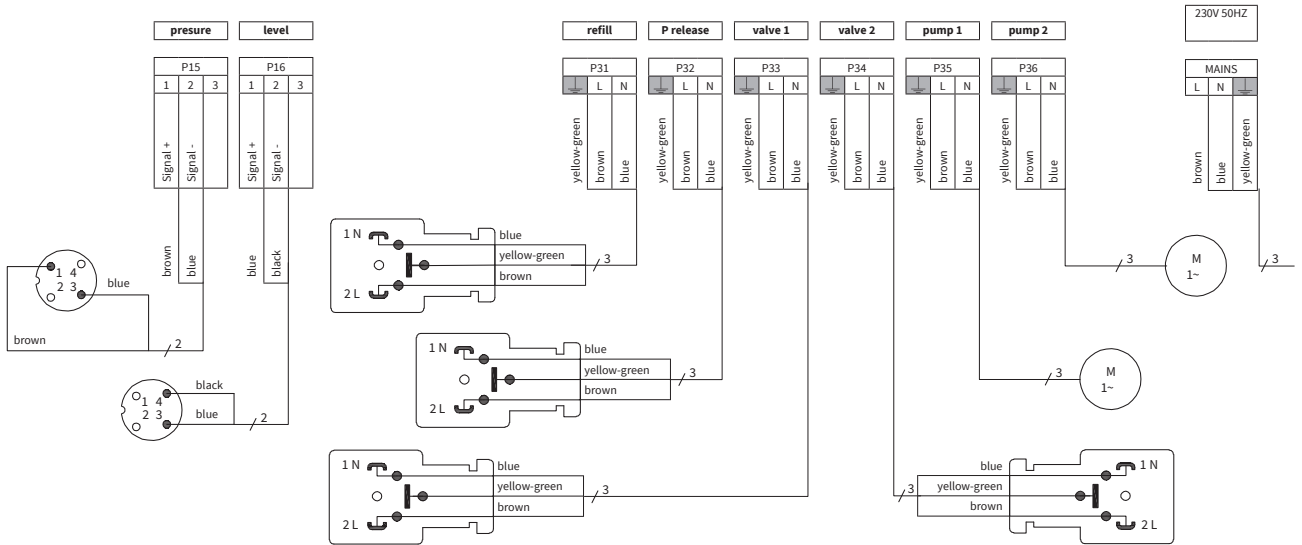 230V 50HZ
presure level refill P release valve 1 valve 2 pump 1 pump 2
P15 P16 P31 P32 P33 P34 P35 P36 MAINS
1 2 3 1 2 3 L N L N L N L N L N L N L N
Signal + Signal - Signal + Signal -
yellow-green brown blue yellow-green brown blue yellow-green brown blue yellow-green brown blue yellow-green brown blue yellow-green brown blue brown blue yellow-green
brown blue blue black
1 N blue
yellow-green 3
brown
2 L
3 M 1~
3
1 4
2 3 blue
brown 2
1 N blue
yellow-green 3
brown
2 L
3 M 1~
black
1 4
2 3 blue 2
1 N blue
yellow-green 3
brown
2 L
blue 1 N
3 yellow-green
brown
2 L